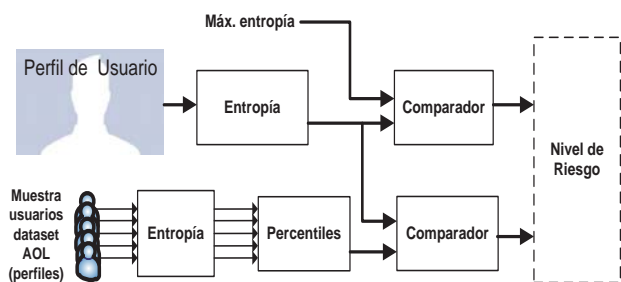 Máx. entropía
Perfil de Usuario
Entropía
Comparador
Nivel de
Riesgo
Muestra
usuarios
dataset
AOL
(perfiles)
Entropía
Percentiles
Comparador